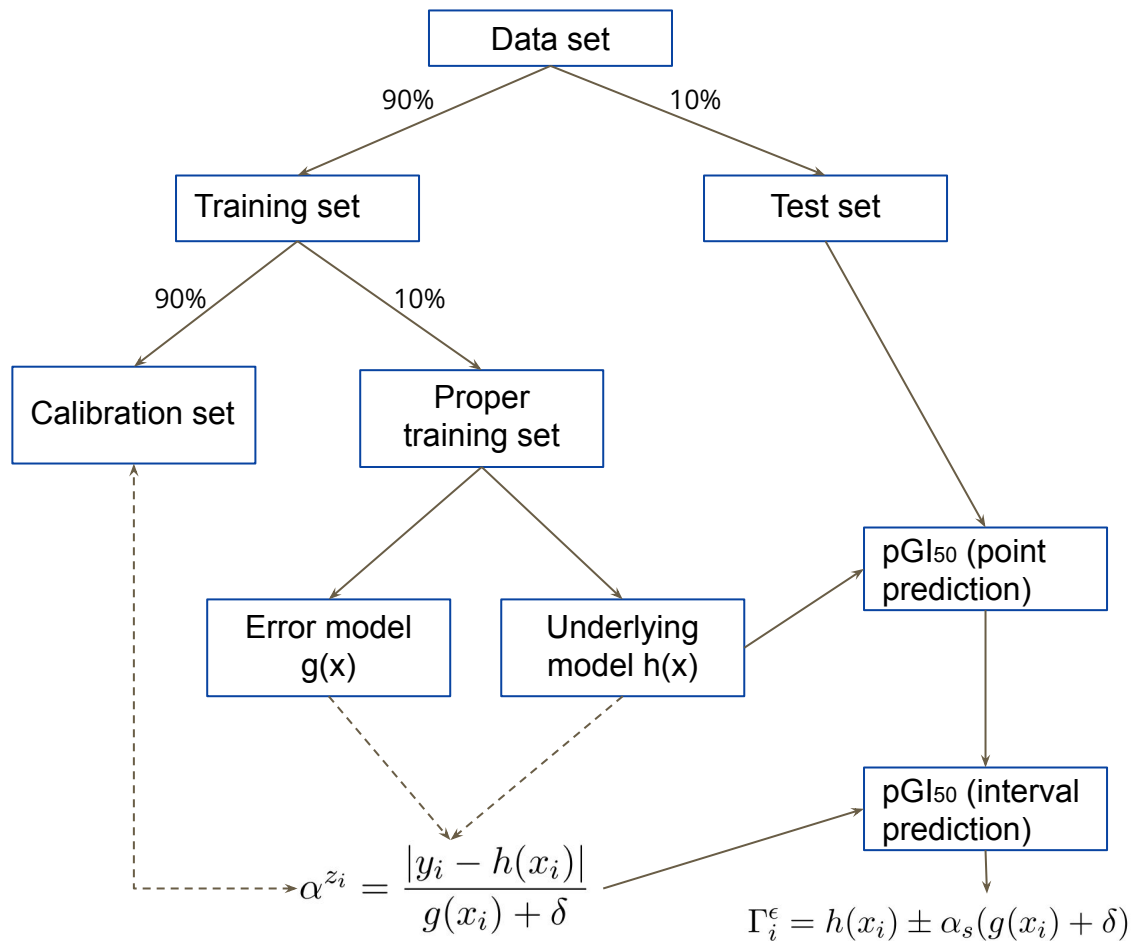 Data set
90%
10%
Training set
Test set
90%
10%
Calibration set
Proper
training set
pGI₅₀ (point
prediction)
Error model
g(x)
Underlying
model h(x)
pGI₅₀ (interval
prediction)
α^{z_i} = |y_i − h(x_i)| / g(x_i) + δ
Γ_i^ϵ = h(x_i) ± α_s(g(x_i) + δ)